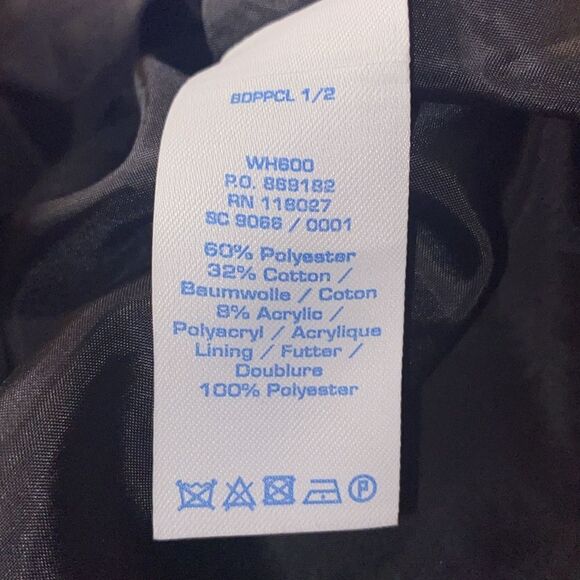 BDPPCL 1/2
WH600
P.O. 869182
RN 116027
SC 9066 / 0001
60% Polyester
32% Cotton /
Baumwolle / Coton
8% Acrylic /
Polyacryl / Acrylique
Lining / Futter /
Doublure
100% Polyester
P